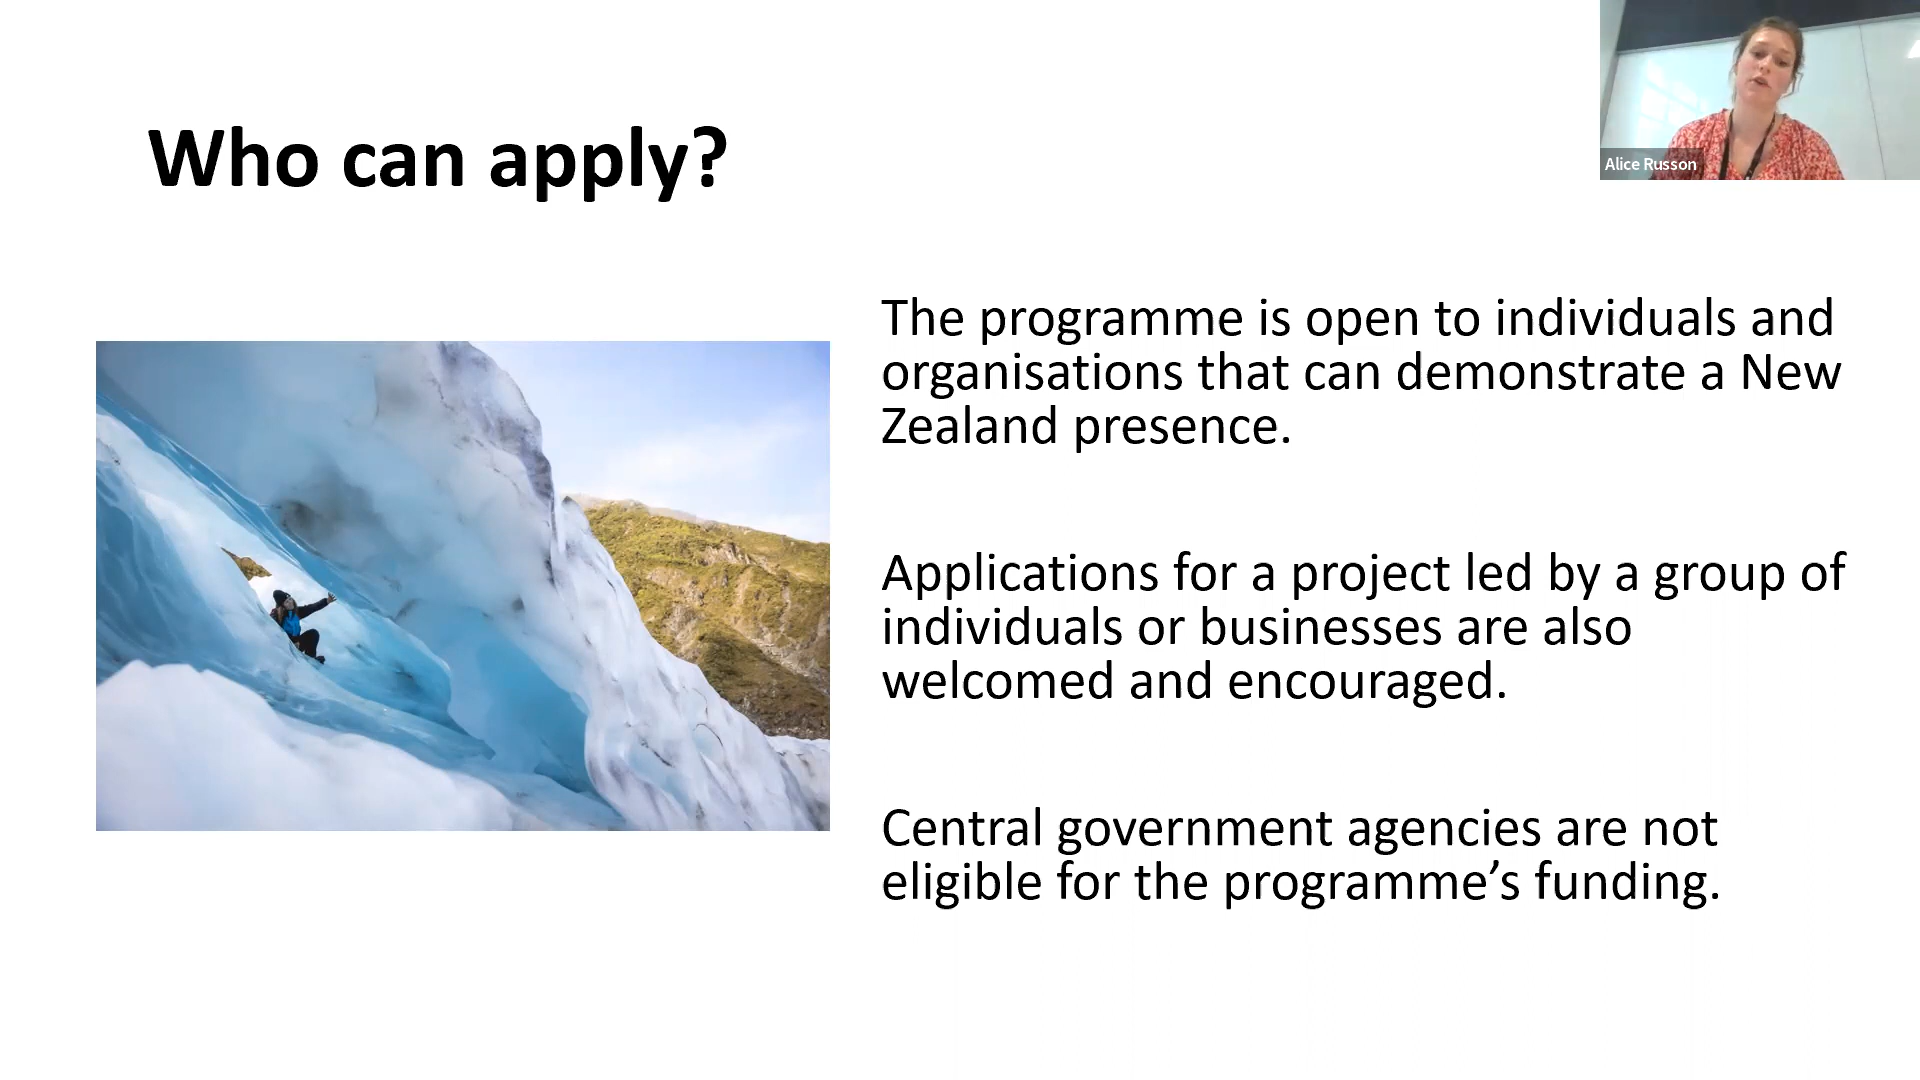 Who can apply?
Alice Russon
The programme is open to individuals and
organisations that can demonstrate a New
Zealand presence.
Applications for a project led by a group of
individuals or businesses are also
welcomed and encouraged.
Central government agencies are not
eligible for the programme’s funding.